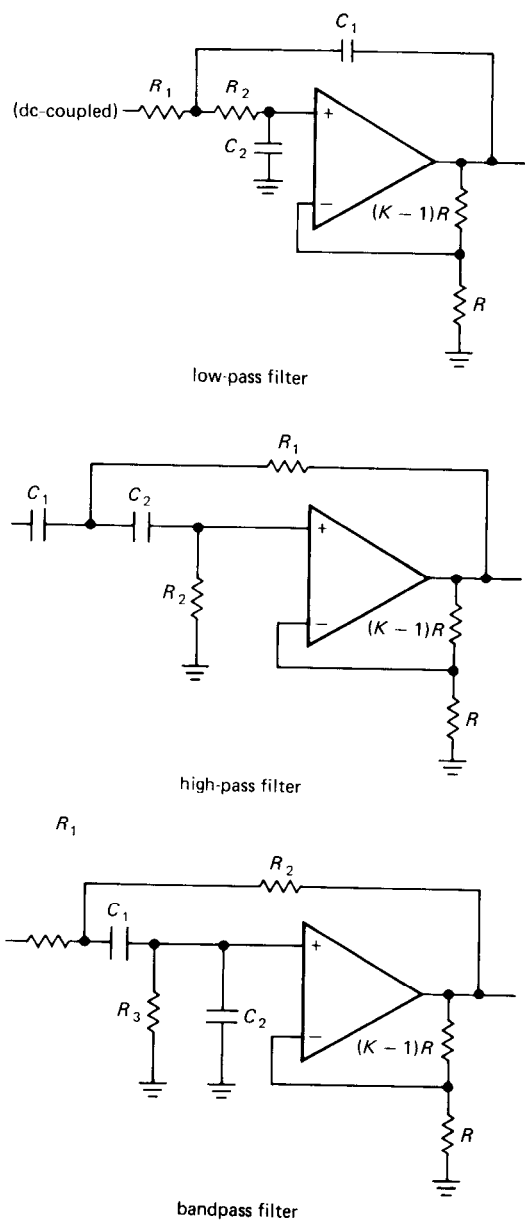 C₁
R₁ R₂
(dc-coupled)
+
C₂
−
(K − 1)R
R
low-pass filter
R₁
C₁ C₂
+
R₂
−
(K − 1)R
R
high-pass filter
R₁
R₂
C₁
+
R₃ C₂
−
(K − 1)R
R
bandpass filter